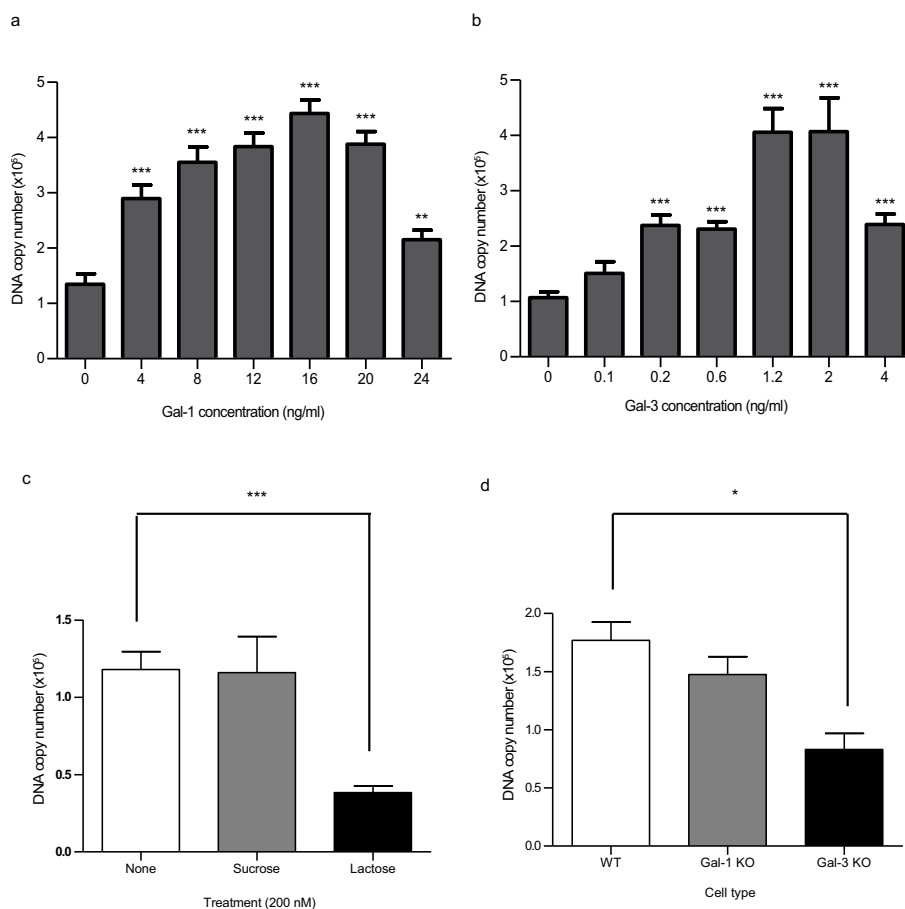 a
DNA copy number (x10⁵)
5
4
3
2
1
0
***
***
***
***
***
**
0 4 8 12 16 20 24
Gal-1 concentration (ng/ml)
b
DNA copy number (x10⁵)
5
4
3
2
1
0
***
***
***
***
***
0 0.1 0.2 0.6 1.2 2 4
Gal-3 concentration (ng/ml)
c
***
DNA copy number (x10⁵)
1.5
1.0
0.5
0.0
None Sucrose Lactose
Treatment (200 nM)
d
*
DNA copy number (x10⁵)
2.0
1.5
1.0
0.5
0.0
WT Gal-1 KO Gal-3 KO
Cell type